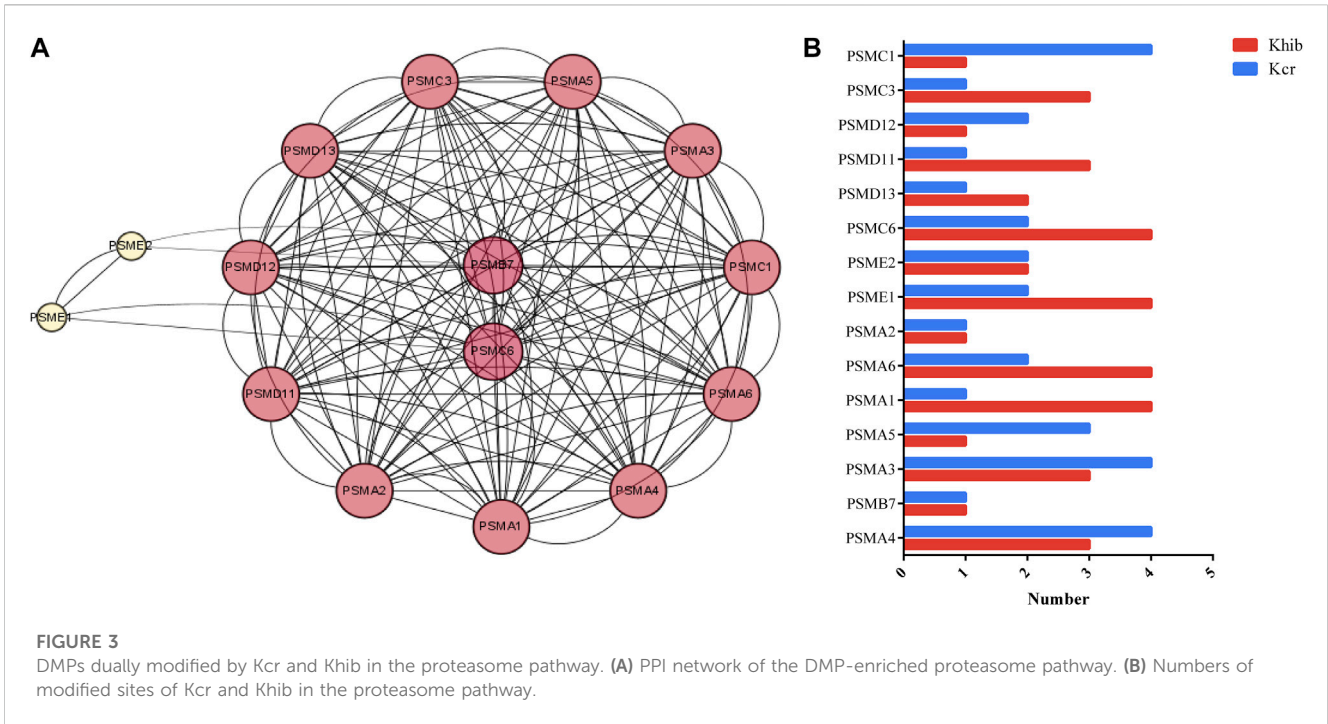 A
PSMC3
PSMA5
PSMD13
PSMA3
PSME2
PSMD12
PSMB7
PSMC1
PSME1
PSMC6
PSMD11
PSMA6
PSMA2
PSMA4
PSMA1
B
Khib
Kcr
PSMC1
PSMC3
PSMD12
PSMD11
PSMD13
PSMC6
PSME2
PSME1
PSMA2
PSMA6
PSMA1
PSMA5
PSMA3
PSMB7
PSMA4
0 1 2 3 4 5
Number
FIGURE 3
DMPs dually modified by Kcr and Khib in the proteasome pathway. (A) PPI network of the DMP-enriched proteasome pathway. (B) Numbers of
modified sites of Kcr and Khib in the proteasome pathway.